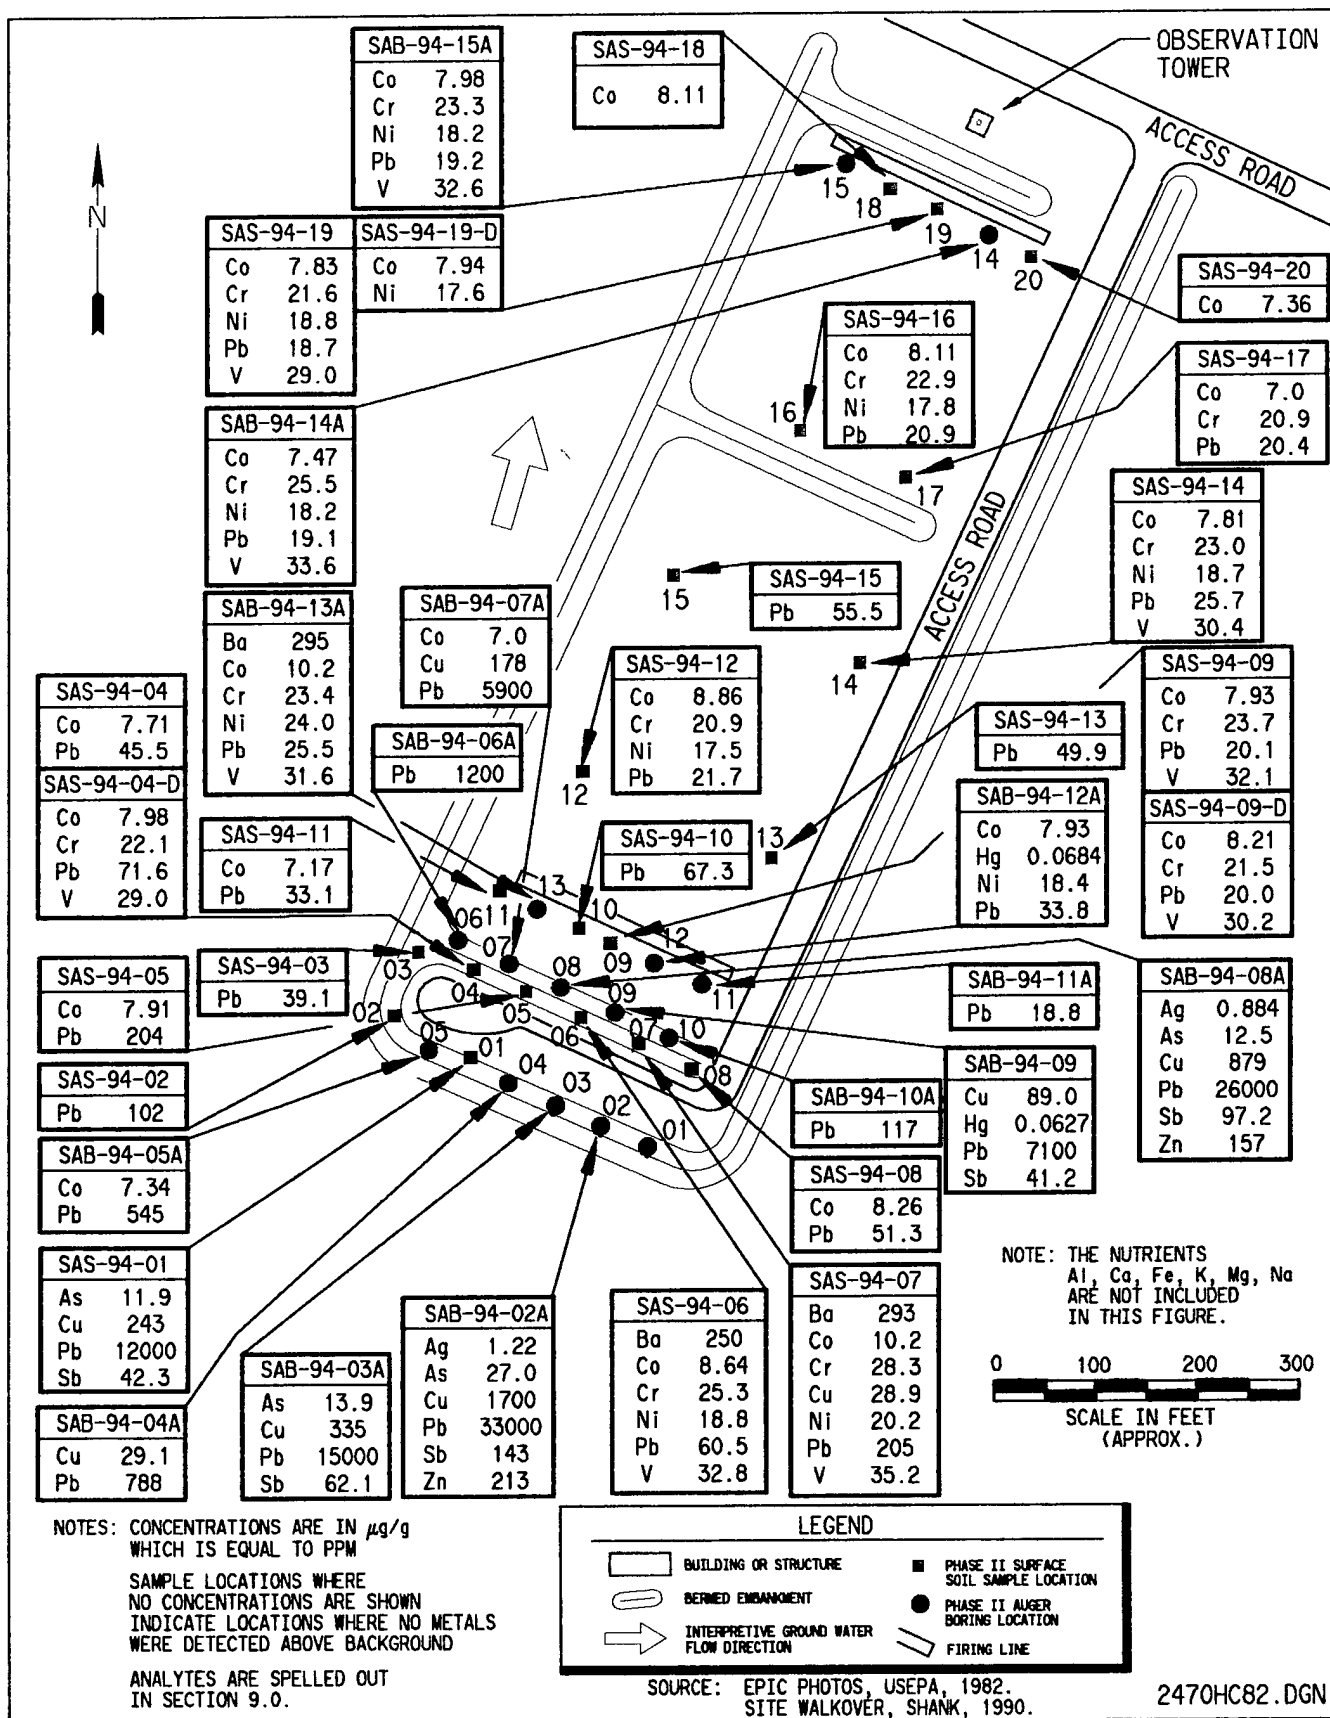 SAB-94-15A
Co 7.98
Cr 23.3
Ni 18.2
Pb 19.2
V 32.6
SAS-94-18
Co 8.11
OBSERVATION
TOWER
ACCESS ROAD
N
SAS-94-19
Co 7.83
Cr 21.6
Ni 18.8
Pb 18.7
V 29.0
SAS-94-19-D
Co 7.94
Ni 17.6
15
18
19
14
20
SAS-94-20
Co 7.36
SAS-94-16
Co 8.11
Cr 22.9
Ni 17.8
Pb 20.9
16
SAS-94-17
Co 7.0
Cr 20.9
Pb 20.4
17
SAB-94-14A
Co 7.47
Cr 25.5
Ni 18.2
Pb 19.1
V 33.6
SAS-94-14
Co 7.81
Cr 23.0
Ni 18.7
Pb 25.7
V 30.4
ACCESS ROAD
SAS-94-15
Pb 55.5
15
14
SAB-94-13A
Ba 295
Co 10.2
Cr 23.4
Ni 24.0
Pb 25.5
V 31.6
SAB-94-07A
Co 7.0
Cu 178
Pb 5900
SAS-94-12
Co 8.86
Cr 20.9
Ni 17.5
Pb 21.7
12
SAS-94-09
Co 7.93
Cr 23.7
Pb 20.1
V 32.1
SAS-94-13
Pb 49.9
13
SAS-94-04
Co 7.71
Pb 45.5
SAS-94-04-D
Co 7.98
Cr 22.1
Pb 71.6
V 29.0
SAB-94-06A
Pb 1200
SAS-94-11
Co 7.17
Pb 33.1
SAS-94-10
Pb 67.3
SAB-94-12A
Co 7.93
Hg 0.0684
Ni 18.4
Pb 33.8
SAS-94-09-D
Co 8.21
Cr 21.5
Pb 20.0
V 30.2
13
11
10
06
07
12
09
03
08
11
04
09
05
02
06
07
10
05
01
08
04
03
02
01
SAS-94-03
Pb 39.1
SAS-94-05
Co 7.91
Pb 204
SAS-94-02
Pb 102
SAB-94-05A
Co 7.34
Pb 545
SAB-94-11A
Pb 18.8
SAB-94-08A
Ag 0.884
As 12.5
Cu 879
Pb 26000
Sb 97.2
Zn 157
SAB-94-09
Cu 89.0
Hg 0.0627
Pb 7100
Sb 41.2
SAB-94-10A
Pb 117
SAS-94-08
Co 8.26
Pb 51.3
SAS-94-01
As 11.9
Cu 243
Pb 12000
Sb 42.3
SAB-94-04A
Cu 29.1
Pb 788
SAB-94-03A
As 13.9
Cu 335
Pb 15000
Sb 62.1
SAB-94-02A
Ag 1.22
As 27.0
Cu 1700
Pb 33000
Sb 143
Zn 213
SAS-94-06
Ba 250
Co 8.64
Cr 25.3
Ni 18.8
Pb 60.5
V 32.8
SAS-94-07
Ba 293
Co 10.2
Cr 28.3
Cu 28.9
Ni 20.2
Pb 205
V 35.2
NOTE: THE NUTRIENTS
Al, Ca, Fe, K, Mg, Na
ARE NOT INCLUDED
IN THIS FIGURE.
0 100 200 300
SCALE IN FEET
(APPROX.)
NOTES: CONCENTRATIONS ARE IN µg/g
WHICH IS EQUAL TO PPM
SAMPLE LOCATIONS WHERE
NO CONCENTRATIONS ARE SHOWN
INDICATE LOCATIONS WHERE NO METALS
WERE DETECTED ABOVE BACKGROUND
ANALYTES ARE SPELLED OUT
IN SECTION 9.0.
LEGEND
BUILDING OR STRUCTURE
BERMED EMBANKMENT
INTERPRETIVE GROUND WATER
FLOW DIRECTION
PHASE II SURFACE
SOIL SAMPLE LOCATION
PHASE II AUGER
BORING LOCATION
FIRING LINE
SOURCE: EPIC PHOTOS, USEPA, 1982.
SITE WALKOVER, SHANK, 1990.
2470HC82.DGN